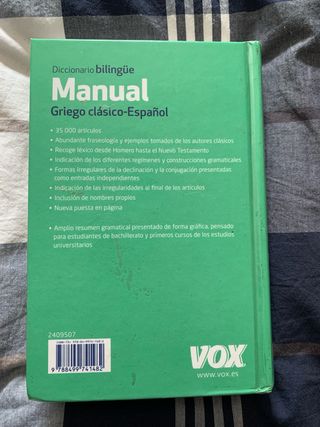 Diccionario bilingüe
Manual
Griego clásico-Español
• 35 000 artículos
• Abundante fraseología y ejemplos tomados de los autores clásicos
• Recoge léxico desde Homero hasta el Nuevo Testamento
• Indicación de los diferentes regímenes y construcciones gramaticales
• Formas irregulares de la declinación y la conjugación presentadas
como entradas independientes
• Indicación de las irregularidades al final de los artículos
• Inclusión de nombres propios
• Nueva puesta en página
• Amplio resumen gramatical presentado de forma gráfica, pensado
para estudiantes de bachillerato y primeros cursos de los estudios
universitarios
2409507
9 788499 741482
VOX
www.vox.es